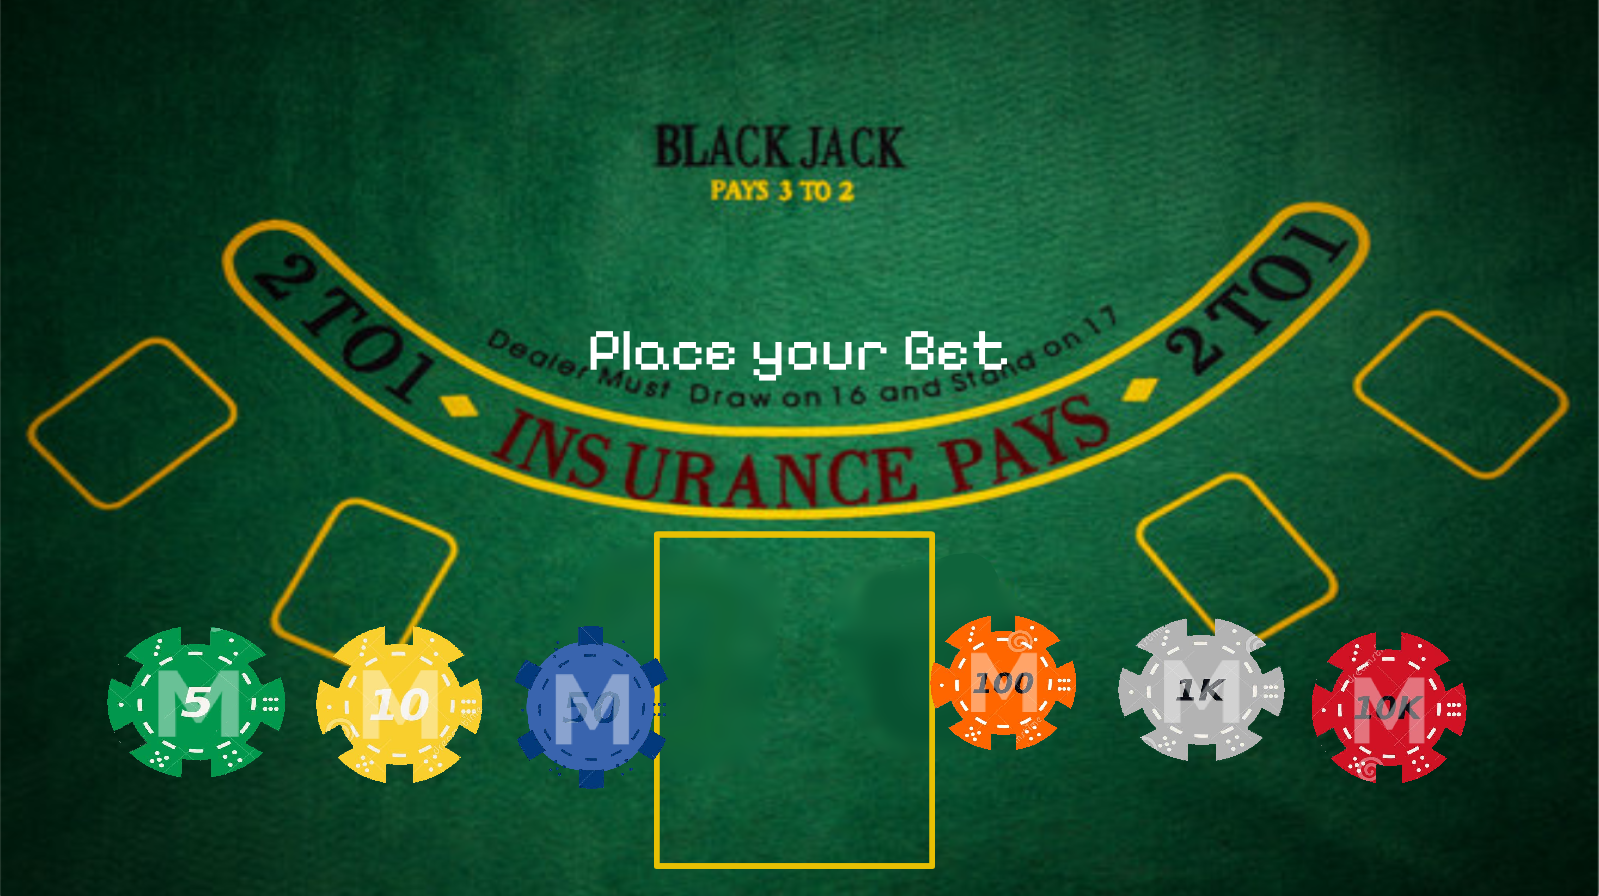 BLACK JACK
PAYS 3 TO 2
2 TO 1
Dealer Must Draw on 16 and Stand on 17
Place your Bet
INSURANCE PAYS
2 TO 1
5
M
10
M
50
M
100
M
1K
M
10K
M